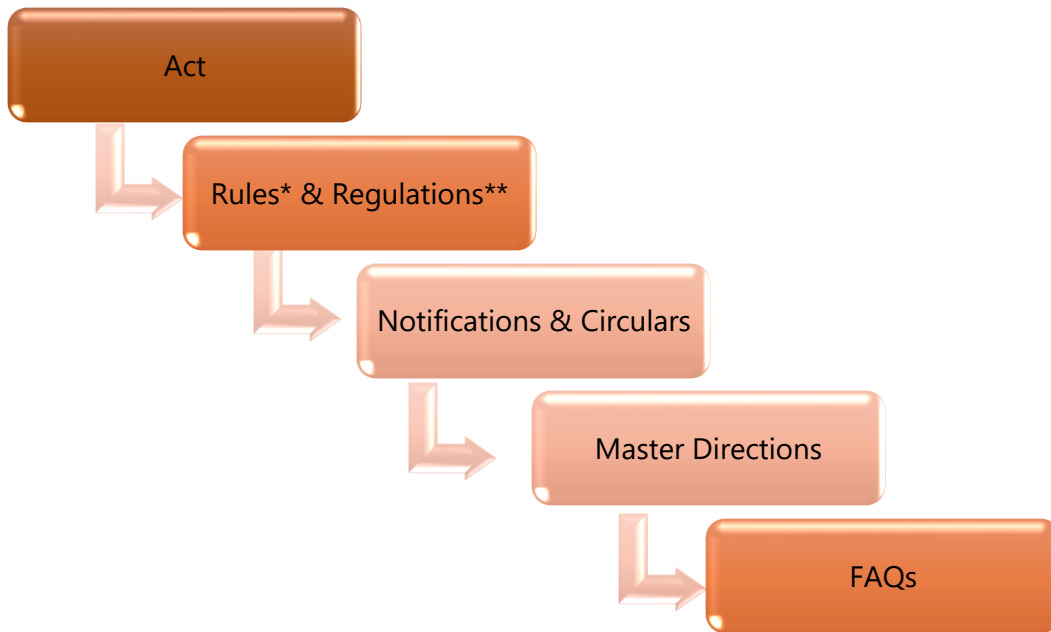 Act
Rules* & Regulations**
Notifications & Circulars
Master Directions
FAQs